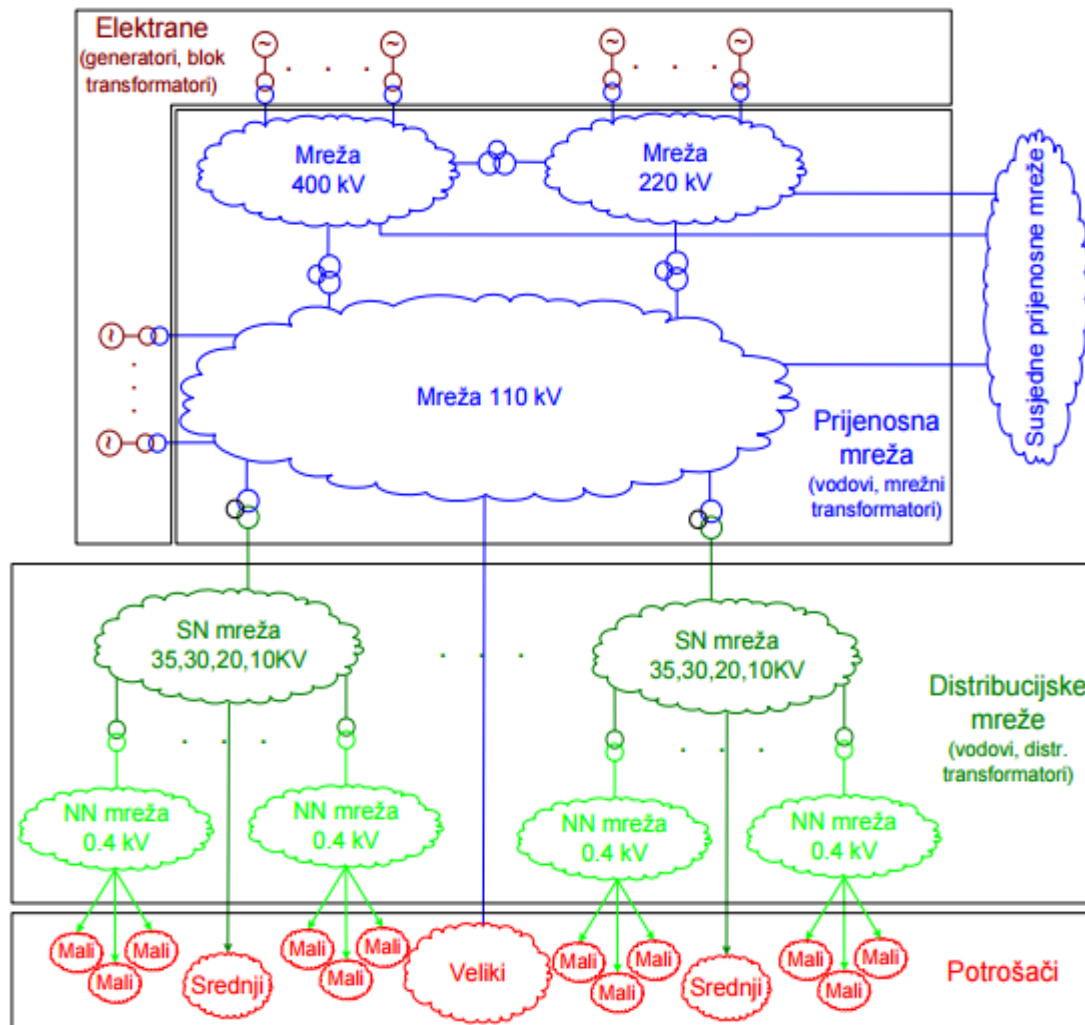 Elektrane
(generatori, blok
transformatori)
~
~
~
~
Mreža
400 kV
Mreža
220 kV
Susjedne prijenosne mreže
~
~
Mreža 110 kV
Prijenosna
mreža
(vodovi, mrežni
transformatori)
SN mreža
35,30,20,10KV
SN mreža
35,30,20,10KV
Distribucijske
mreže
(vodovi, distr.
transformatori)
NN mreža
0.4 kV
NN mreža
0.4 kV
NN mreža
0.4 kV
NN mreža
0.4 kV
Mali
Mali
Mali
Srednji
Mali
Mali
Mali
Veliki
Mali
Mali
Mali
Srednji
Mali
Mali
Mali
Potrošači